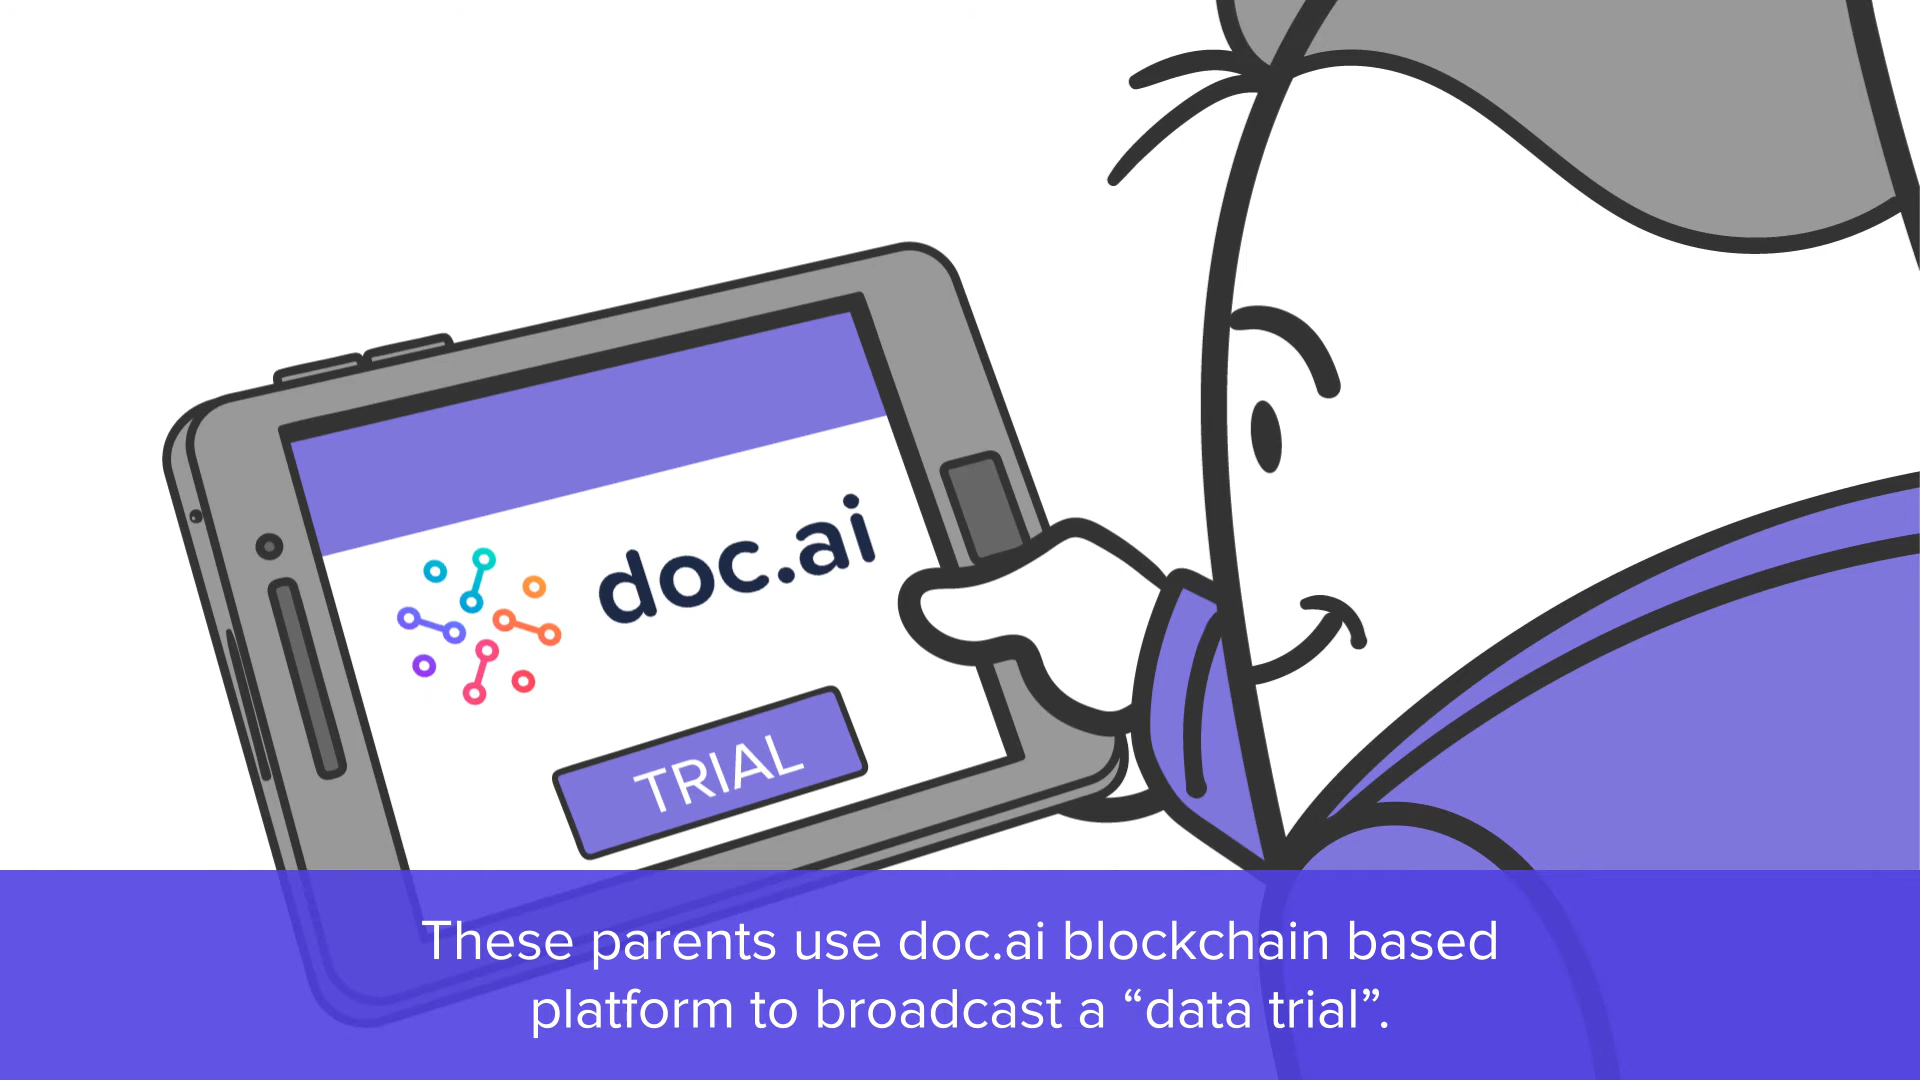 doc.ai
TRIAL
These parents use doc.ai blockchain based
platform to broadcast a “data trial”.